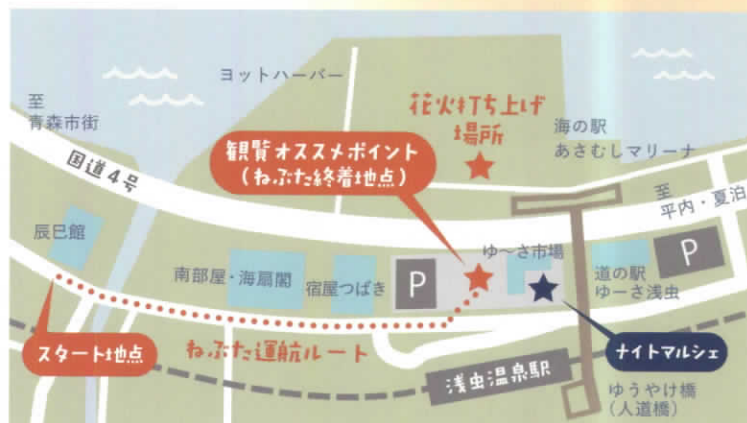 ヨットハーバー
至
青森市街
国道4号
花火打ち上げ
場所
海の駅
あさむしマリーナ
観覧オススメポイント
(ねぶた終着地点)
至
平内・夏泊
辰巳館
南部屋・海扇閣
宿屋つばき
P
ゆ〜さ市場
道の駅
ゆーさ浅虫
P
スタート地点
ねぶた運航ルート
浅虫温泉駅
ナイトマルシェ
ゆうやけ橋
(人道橋)